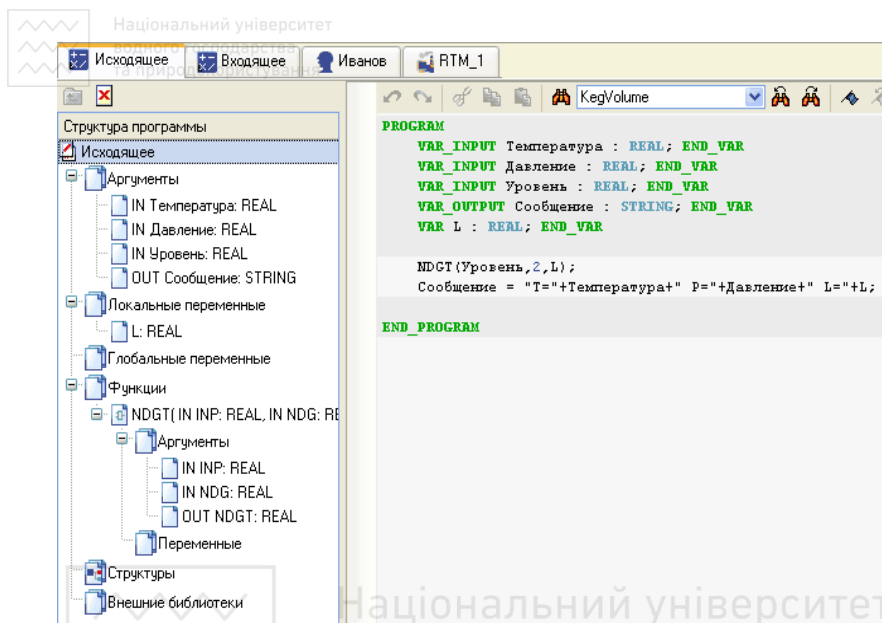 Національний університет
водного господарства
та природокористування
Исходящее Входящее Иванов RTM_1
KegVolume
Структура программы
Исходящее
Аргументы
IN Температура: REAL
IN Давление: REAL
IN Уровень: REAL
OUT Сообщение: STRING
Локальные переменные
L: REAL
Глобальные переменные
Функции
NDGT( IN INP: REAL, IN NDG: RE
Аргументы
IN INP: REAL
IN NDG: REAL
OUT NDGT: REAL
Переменные
Структуры
Внешние библиотеки
PROGRAM
VAR_INPUT Температура : REAL; END_VAR
VAR_INPUT Давление : REAL; END_VAR
VAR_INPUT Уровень : REAL; END_VAR
VAR_OUTPUT Сообщение : STRING; END_VAR
VAR L : REAL; END_VAR
NDGT(Уровень,2,L);
Сообщение = "T="+Температура+" P="+Давление+" L="+L;
END_PROGRAM
Національний університет